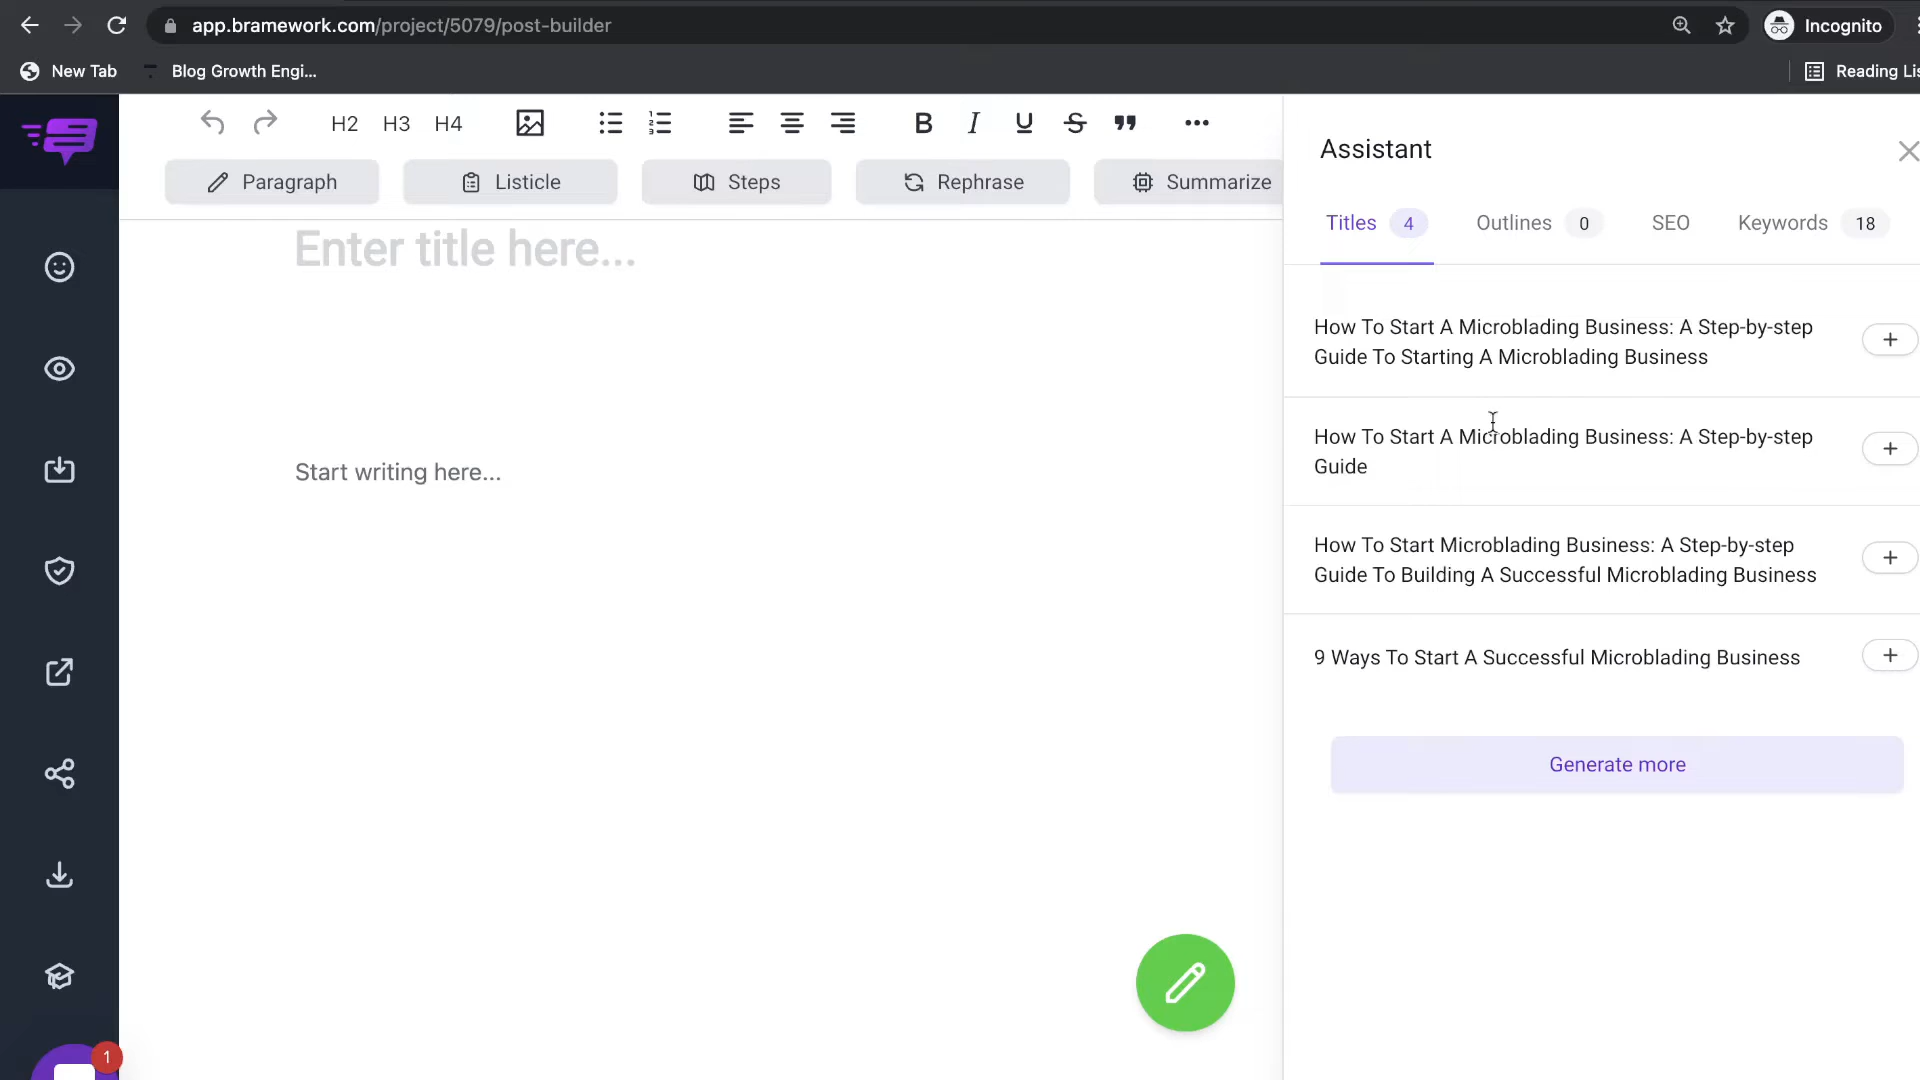 app.bramework.com/project/5079/post-builder
Incognito
New Tab
Blog Growth Engi...
Reading Lis
H2 H3 H4
B I U S
Paragraph
Listicle
Steps
Rephrase
Summarize
Enter title here...
Start writing here...
Assistant
Titles 4
Outlines 0
SEO
Keywords 18
How To Start A Microblading Business: A Step-by-step
Guide To Starting A Microblading Business
How To Start A Microblading Business: A Step-by-step
Guide
How To Start Microblading Business: A Step-by-step
Guide To Building A Successful Microblading Business
9 Ways To Start A Successful Microblading Business
Generate more
1